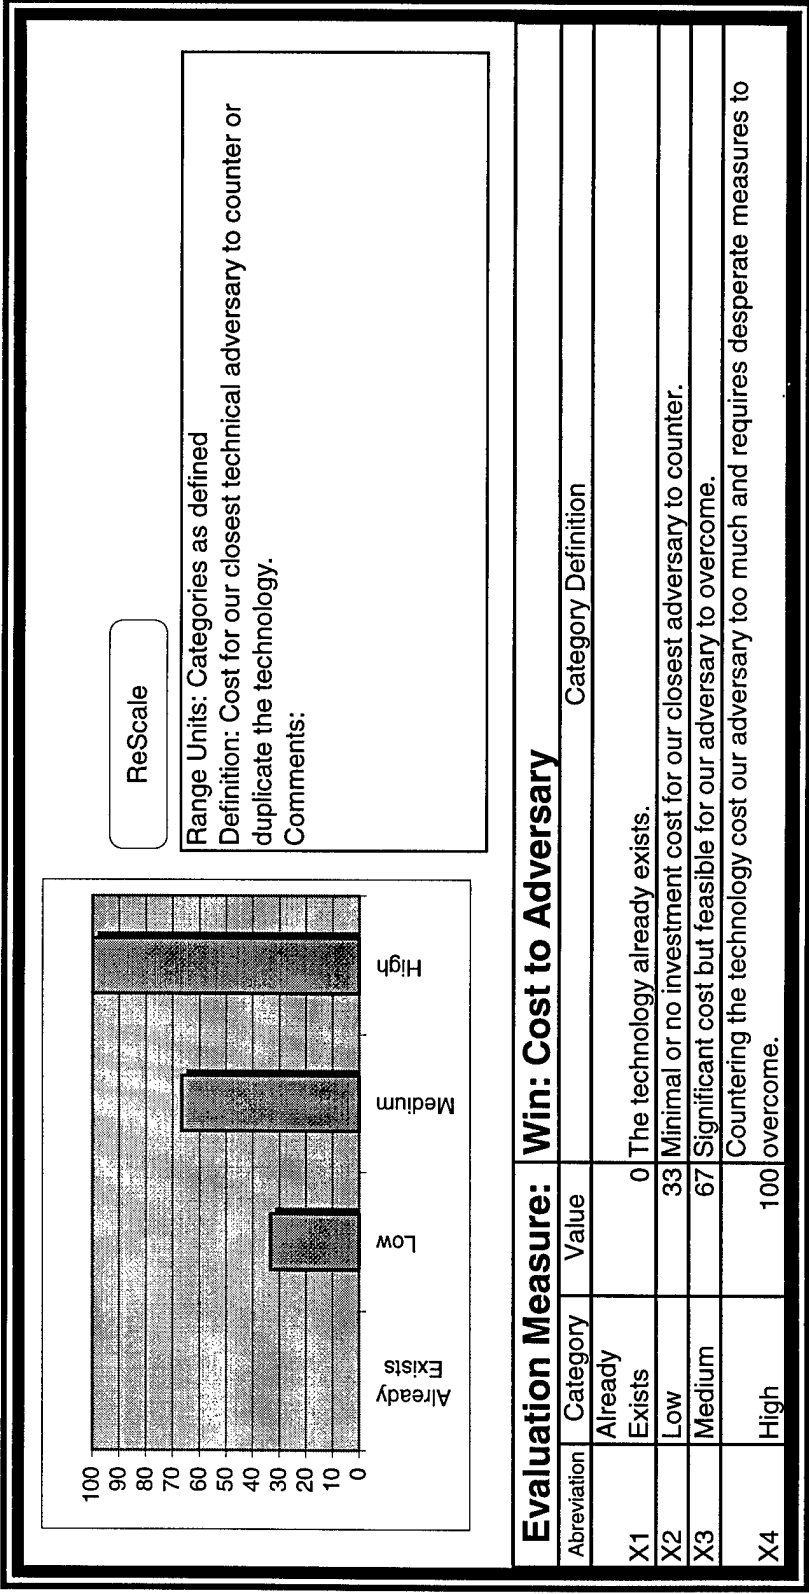 100
90
80
70
60
50
40
30
20
10
0
Already
Exists
Low
Medium
High
ReScale
Range Units: Categories as defined
Definition: Cost for our closest technical adversary to counter or
duplicate the technology.
Comments:
Evaluation Measure: Win: Cost to Adversary
Abreviation Category Value Category Definition
Already
X1 Exists 0 The technology already exists.
X2 Low 33 Minimal or no investment cost for our closest adversary to counter.
X3 Medium 67 Significant cost but feasible for our adversary to overcome.
Countering the technology cost our adversary too much and requires desperate measures to
X4 High 100 overcome.